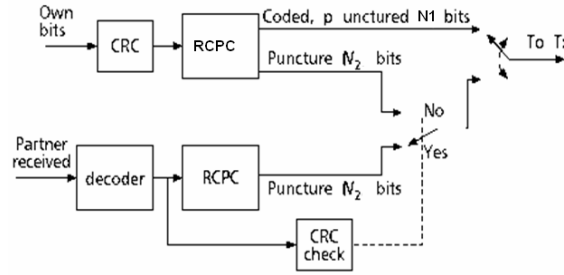 Own
bits
CRC
RCPC
Coded, p unctured N1 bits
Puncture N₂ bits
To Tx
No
Yes
Partner
received
decoder
RCPC
Puncture N₂ bits
CRC
check